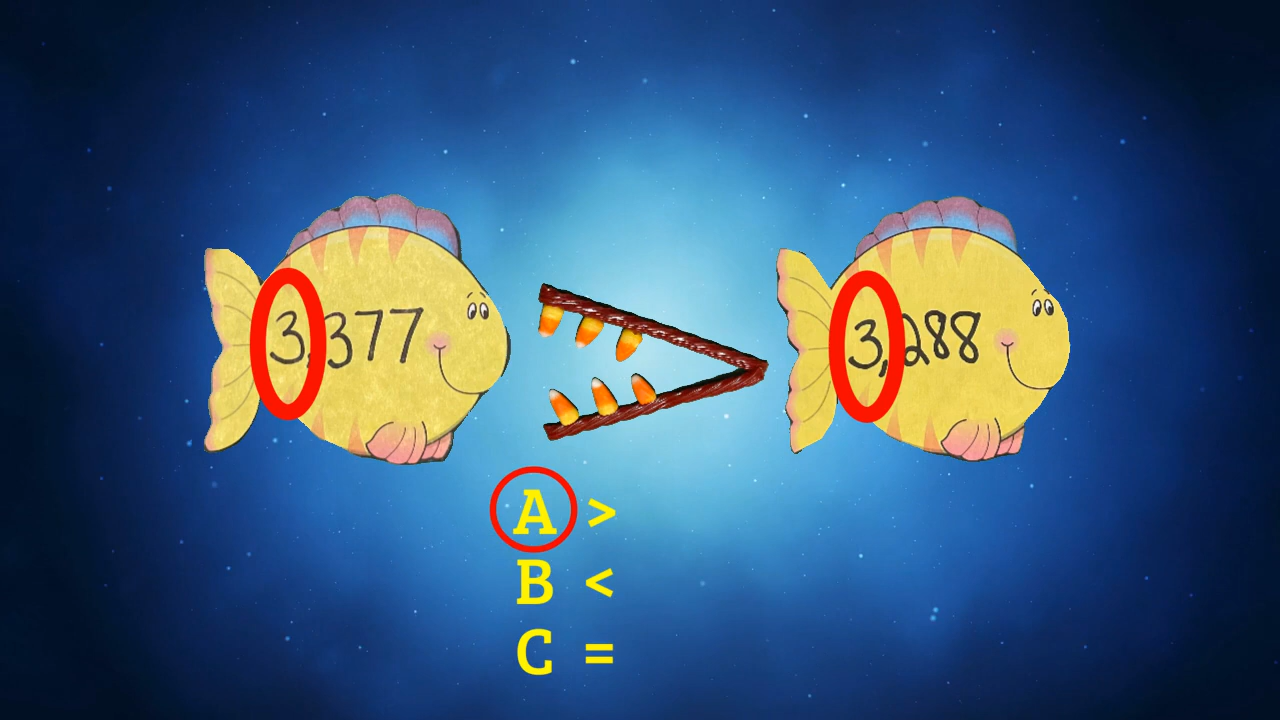 3,377 > 3,288
A >
B <
C =